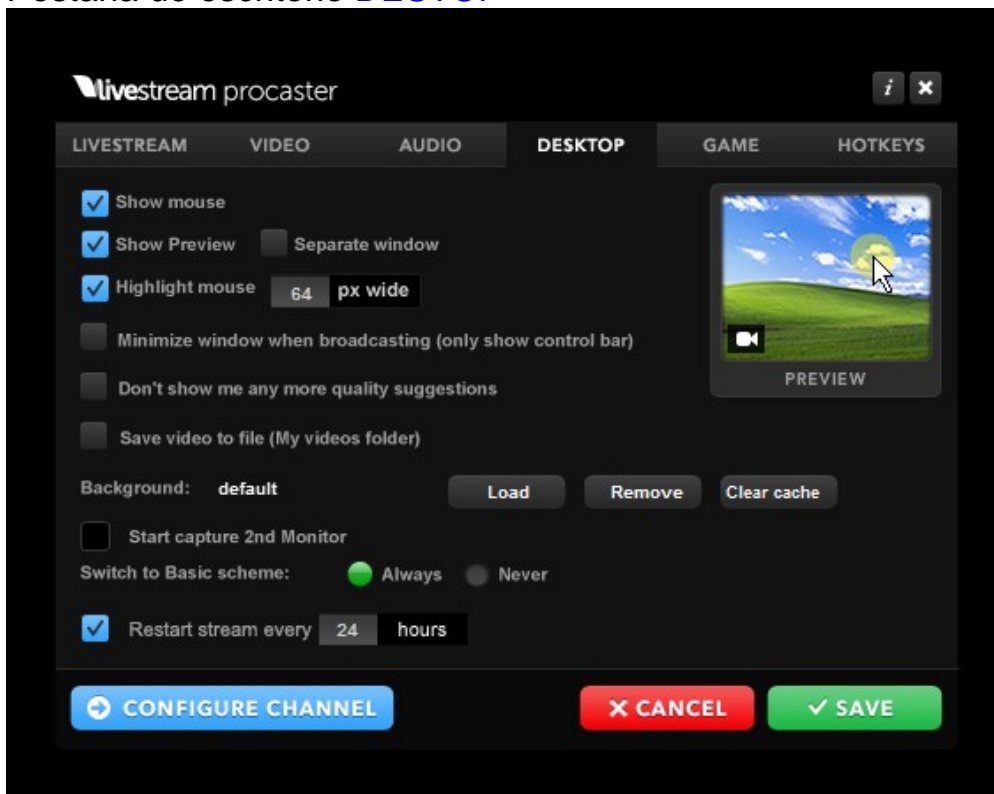 livestream procaster
i
LIVESTREAM VIDEO AUDIO DESKTOP GAME HOTKEYS
Show mouse
Show Preview Separate window
Highlight mouse 64 px wide
Minimize window when broadcasting (only show control bar)
Don't show me any more quality suggestions
PREVIEW
Save video to file (My videos folder)
Background: default Load Remove Clear cache
Start capture 2nd Monitor
Switch to Basic scheme: Always Never
Restart stream every 24 hours
CONFIGURE CHANNEL CANCEL SAVE